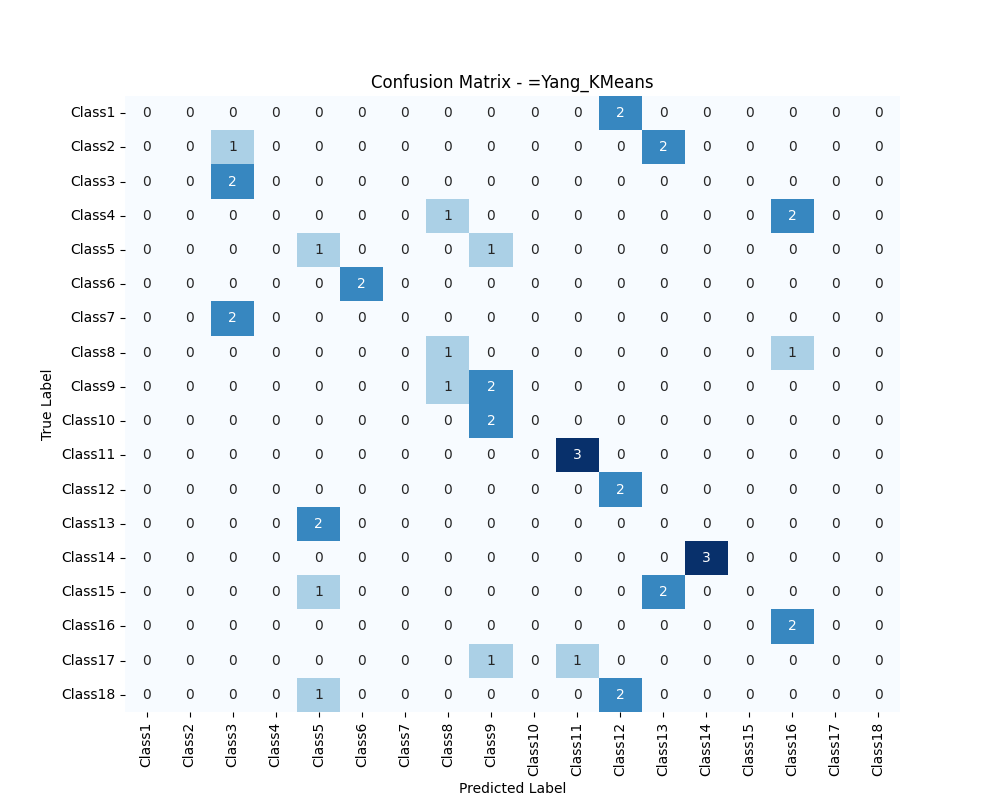 Confusion Matrix - =Yang_KMeans
True Label
Class1 0 0 0 0 0 0 0 0 0 0 0 2 0 0 0 0 0 0
Class2 0 0 1 0 0 0 0 0 0 0 0 0 2 0 0 0 0 0
Class3 0 0 2 0 0 0 0 0 0 0 0 0 0 0 0 0 0 0
Class4 0 0 0 0 0 0 0 1 0 0 0 0 0 0 0 2 0 0
Class5 0 0 0 0 1 0 0 0 1 0 0 0 0 0 0 0 0 0
Class6 0 0 0 0 0 2 0 0 0 0 0 0 0 0 0 0 0 0
Class7 0 0 2 0 0 0 0 0 0 0 0 0 0 0 0 0 0 0
Class8 0 0 0 0 0 0 0 1 0 0 0 0 0 0 0 1 0 0
Class9 0 0 0 0 0 0 0 1 2 0 0 0 0 0 0 0 0 0
Class10 0 0 0 0 0 0 0 0 2 0 0 0 0 0 0 0 0 0
Class11 0 0 0 0 0 0 0 0 0 0 3 0 0 0 0 0 0 0
Class12 0 0 0 0 0 0 0 0 0 0 0 2 0 0 0 0 0 0
Class13 0 0 0 0 2 0 0 0 0 0 0 0 0 0 0 0 0 0
Class14 0 0 0 0 0 0 0 0 0 0 0 0 0 3 0 0 0 0
Class15 0 0 0 0 1 0 0 0 0 0 0 0 2 0 0 0 0 0
Class16 0 0 0 0 0 0 0 0 0 0 0 0 0 0 0 2 0 0
Class17 0 0 0 0 0 0 0 0 1 0 1 0 0 0 0 0 0 0
Class18 0 0 0 0 1 0 0 0 0 0 0 2 0 0 0 0 0 0
Class1 Class2 Class3 Class4 Class5 Class6 Class7 Class8 Class9 Class10 Class11 Class12 Class13 Class14 Class15 Class16 Class17 Class18
Predicted Label